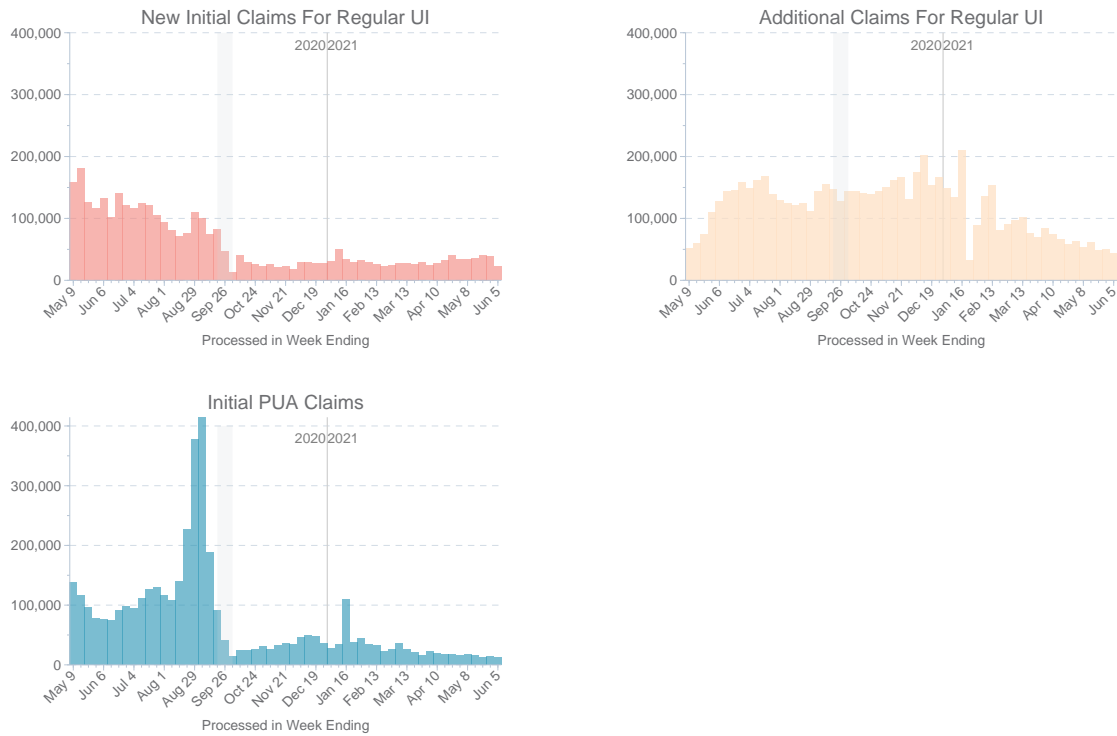 New Initial Claims For Regular UI
400,000
300,000
200,000
100,000
0
2020 2021
May 9 Jun 6 Jul 4 Aug 1 Aug 29 Sep 26 Oct 24 Nov 21 Dec 19 Jan 16 Feb 13 Mar 13 Apr 10 May 8 Jun 5
Processed in Week Ending
Additional Claims For Regular UI
400,000
300,000
200,000
100,000
0
2020 2021
May 9 Jun 6 Jul 4 Aug 1 Aug 29 Sep 26 Oct 24 Nov 21 Dec 19 Jan 16 Feb 13 Mar 13 Apr 10 May 8 Jun 5
Processed in Week Ending
Initial PUA Claims
400,000
300,000
200,000
100,000
0
2020 2021
May 9 Jun 6 Jul 4 Aug 1 Aug 29 Sep 26 Oct 24 Nov 21 Dec 19 Jan 16 Feb 13 Mar 13 Apr 10 May 8 Jun 5
Processed in Week Ending